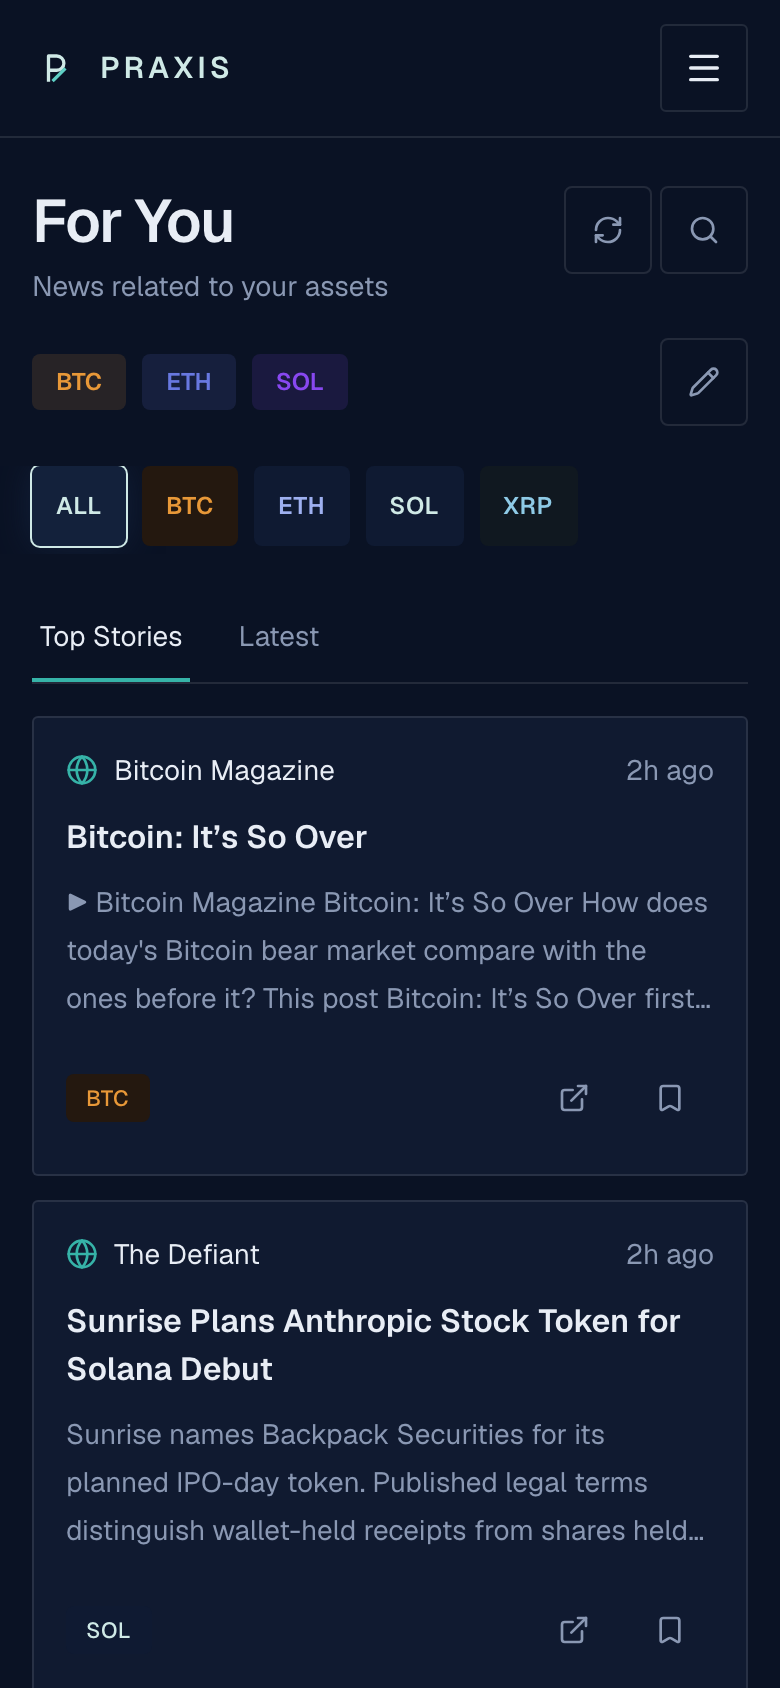 PRAXIS
For You
News related to your assets
BTC ETH SOL
ALL BTC ETH SOL XRP
Top Stories Latest
Bitcoin Magazine 2h ago
Bitcoin: It’s So Over
▶ Bitcoin Magazine Bitcoin: It’s So Over How does
today's Bitcoin bear market compare with the
ones before it? This post Bitcoin: It’s So Over first…
BTC
The Defiant 2h ago
Sunrise Plans Anthropic Stock Token for
Solana Debut
Sunrise names Backpack Securities for its
planned IPO-day token. Published legal terms
distinguish wallet-held receipts from shares held…
SOL